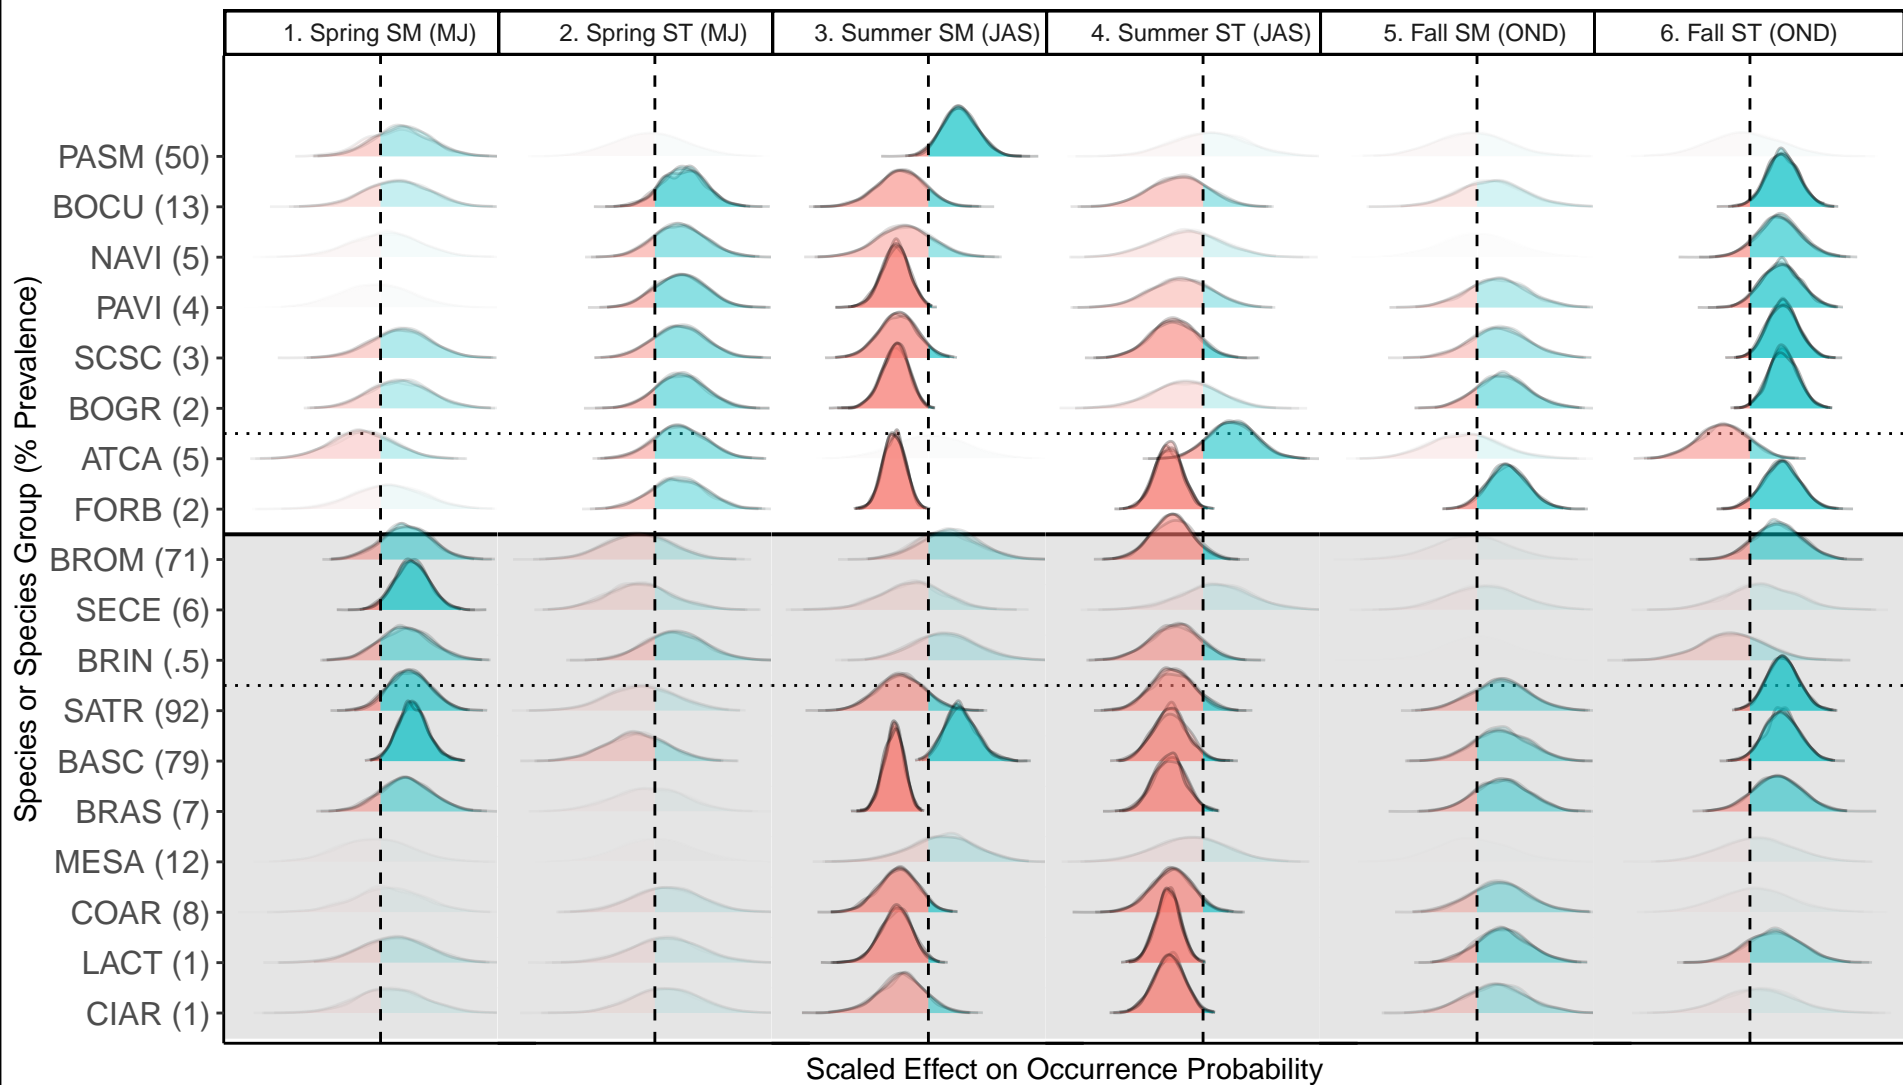 1. Spring SM (MJ)
2. Spring ST (MJ)
3. Summer SM (JAS)
4. Summer ST (JAS)
5. Fall SM (OND)
6. Fall ST (OND)
Species or Species Group (% Prevalence)
PASM (50)
BOCU (13)
NAVI (5)
PAVI (4)
SCSC (3)
BOGR (2)
ATCA (5)
FORB (2)
BROM (71)
SECE (6)
BRIN (.5)
SATR (92)
BASC (79)
BRAS (7)
MESA (12)
COAR (8)
LACT (1)
CIAR (1)
Scaled Effect on Occurrence Probability